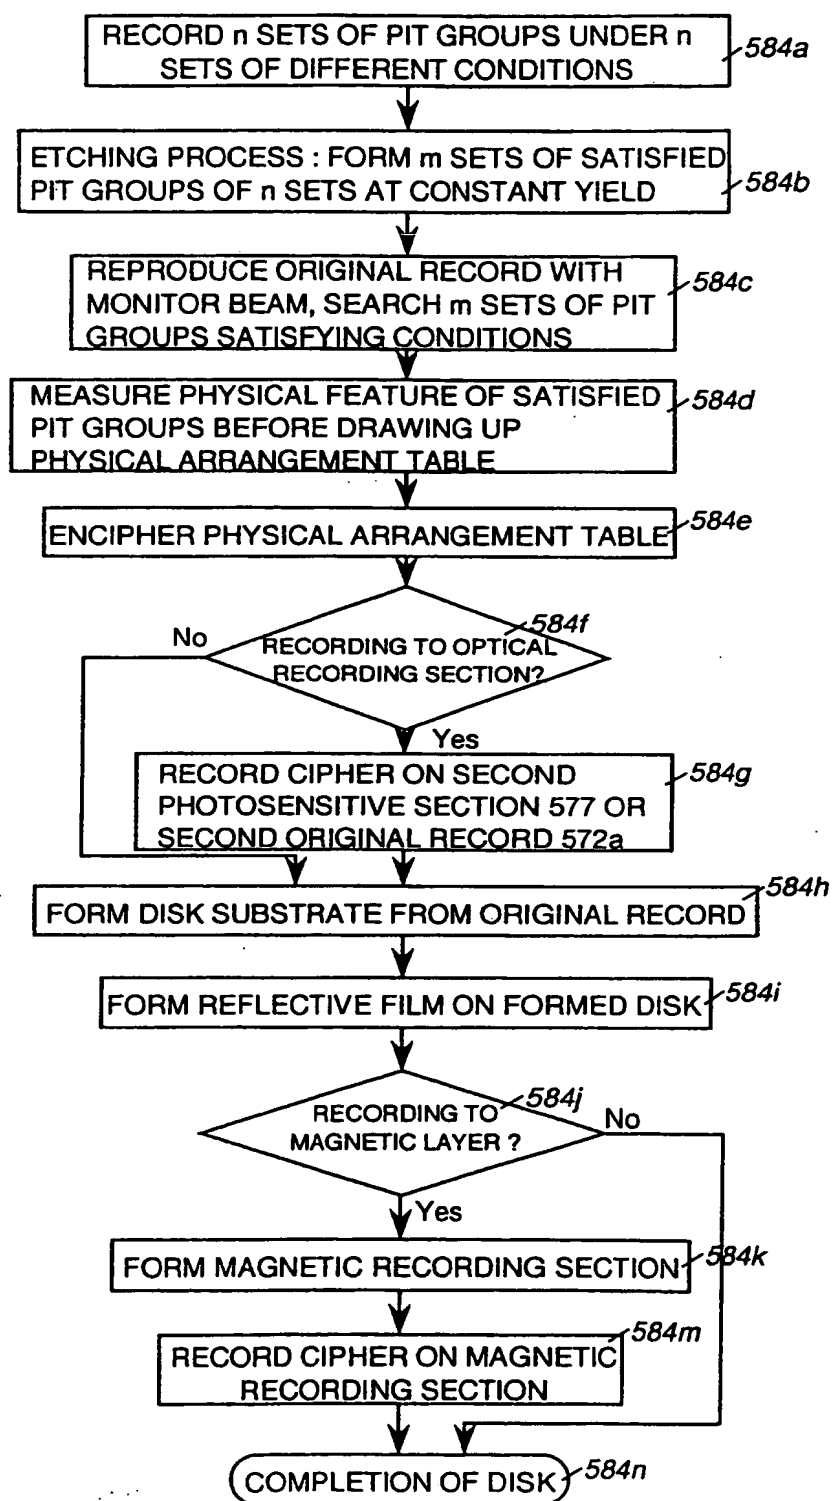 RECORD n SETS OF PIT GROUPS UNDER n
SETS OF DIFFERENT CONDITIONS
584a
ETCHING PROCESS : FORM m SETS OF SATISFIED
PIT GROUPS OF n SETS AT CONSTANT YIELD
584b
REPRODUCE ORIGINAL RECORD WITH
MONITOR BEAM, SEARCH m SETS OF PIT
GROUPS SATISFYING CONDITIONS
584c
MEASURE PHYSICAL FEATURE OF SATISFIED
PIT GROUPS BEFORE DRAWING UP
PHYSICAL ARRANGEMENT TABLE
584d
ENCIPHER PHYSICAL ARRANGEMENT TABLE
584e
584f
No
RECORDING TO OPTICAL
RECORDING SECTION?
Yes
RECORD CIPHER ON SECOND
PHOTOSENSITIVE SECTION 577 OR
SECOND ORIGINAL RECORD 572a
584g
FORM DISK SUBSTRATE FROM ORIGINAL RECORD
584h
FORM REFLECTIVE FILM ON FORMED DISK
584i
584j
RECORDING TO
MAGNETIC LAYER ?
No
Yes
FORM MAGNETIC RECORDING SECTION
584k
584m
RECORD CIPHER ON MAGNETIC
RECORDING SECTION
COMPLETION OF DISK
584n